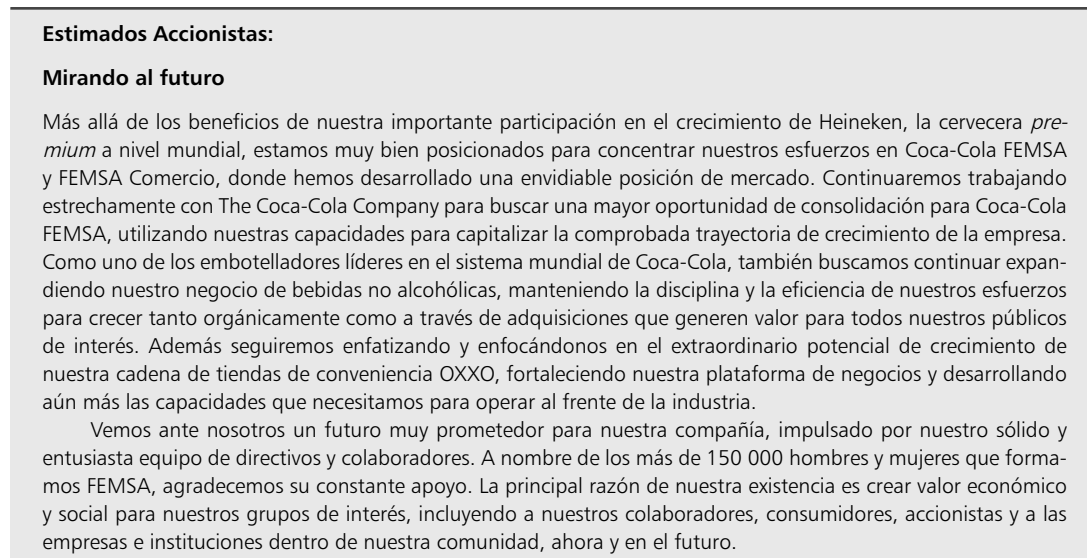 Estimados Accionistas:
Mirando al futuro
Más allá de los beneficios de nuestra importante participación en el crecimiento de Heineken, la cervecera pre-
mium a nivel mundial, estamos muy bien posicionados para concentrar nuestros esfuerzos en Coca-Cola FEMSA
y FEMSA Comercio, donde hemos desarrollado una envidiable posición de mercado. Continuaremos trabajando
estrechamente con The Coca-Cola Company para buscar una mayor oportunidad de consolidación para Coca-Cola
FEMSA, utilizando nuestras capacidades para capitalizar la comprobada trayectoria de crecimiento de la empresa.
Como uno de los embotelladores líderes en el sistema mundial de Coca-Cola, también buscamos continuar expan-
diendo nuestro negocio de bebidas no alcohólicas, manteniendo la disciplina y la eficiencia de nuestros esfuerzos
para crecer tanto orgánicamente como a través de adquisiciones que generen valor para todos nuestros públicos
de interés. Además seguiremos enfatizando y enfocándonos en el extraordinario potencial de crecimiento de
nuestra cadena de tiendas de conveniencia OXXO, fortaleciendo nuestra plataforma de negocios y desarrollando
aún más las capacidades que necesitamos para operar al frente de la industria.
Vemos ante nosotros un futuro muy prometedor para nuestra compañía, impulsado por nuestro sólido y
entusiasta equipo de directivos y colaboradores. A nombre de los más de 150 000 hombres y mujeres que forma-
mos FEMSA, agradecemos su constante apoyo. La principal razón de nuestra existencia es crear valor económico
y social para nuestros grupos de interés, incluyendo a nuestros colaboradores, consumidores, accionistas y a las
empresas e instituciones dentro de nuestra comunidad, ahora y en el futuro.